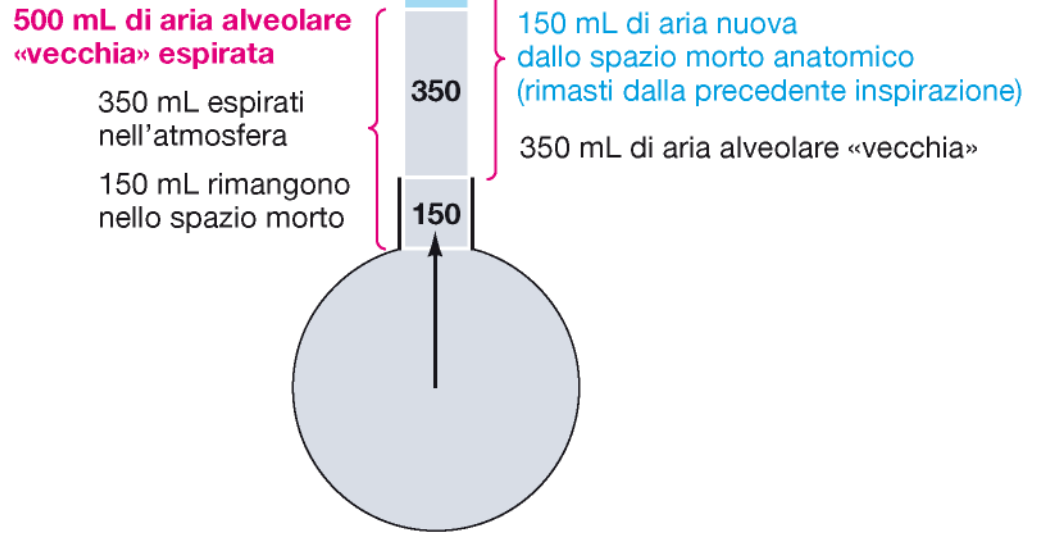 500 mL di aria alveolare
«vecchia» espirata
350 mL espirati
nell’atmosfera
150 mL rimangono
nello spazio morto
350
150
150 mL di aria nuova
dallo spazio morto anatomico
(rimasti dalla precedente inspirazione)
350 mL di aria alveolare «vecchia»